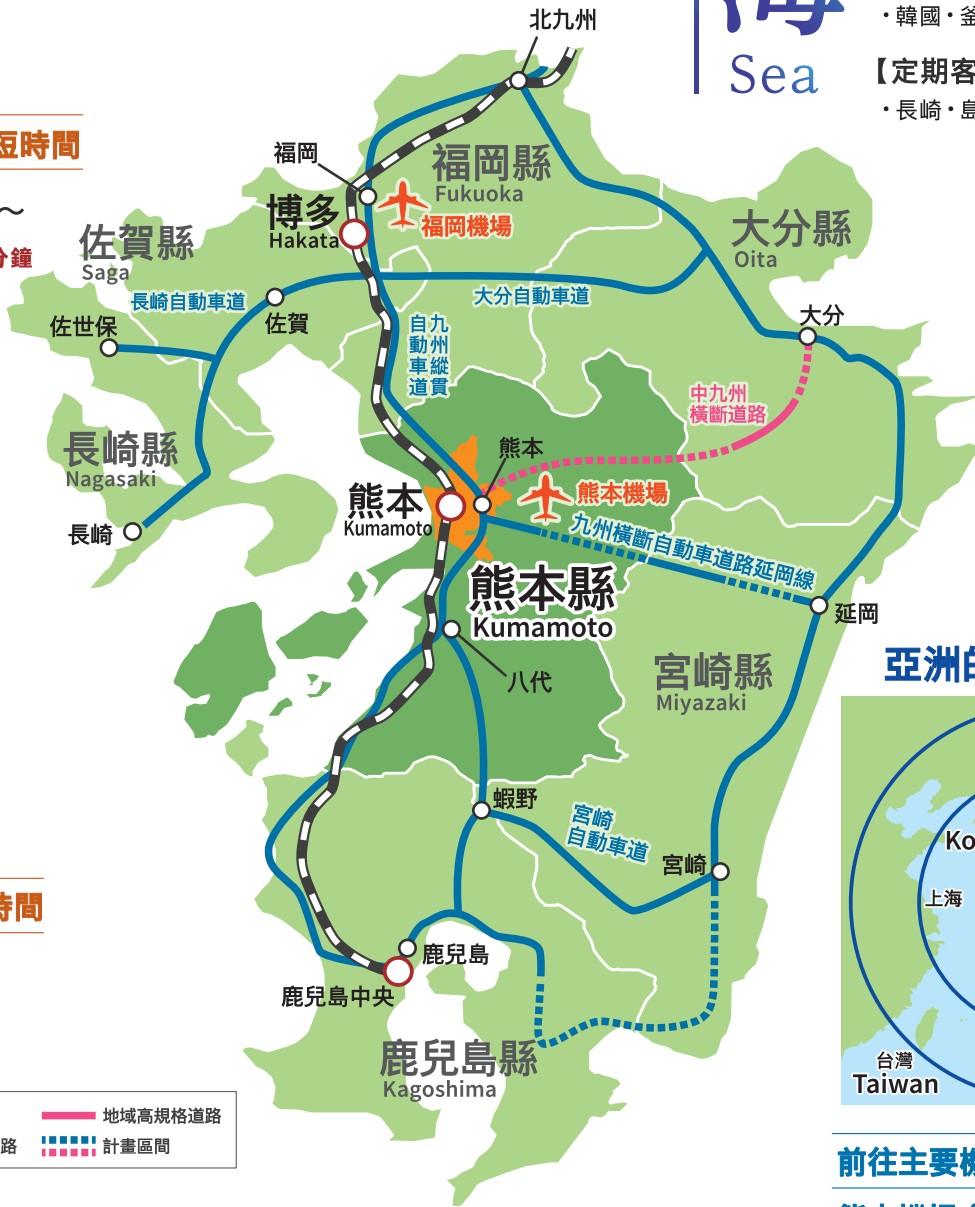 北九州
海
Sea
・韓國・釜
【定期客
・長崎・島
短時間
～
分鐘
福岡
福岡縣
Fukuoka
博多
Hakata
福岡機場
佐賀縣
Saga
大分縣
Oita
長崎自動車道
大分自動車道
佐世保
佐賀
大分
九州縱貫
自動車道
中九州
橫斷道路
長崎縣
Nagasaki
熊本
熊本
Kumamoto
熊本機場
長崎
九州橫斷自動車道路延岡線
熊本縣
Kumamoto
延岡
八代
宮崎縣
Miyazaki
亞洲的
蝦野
宮崎
自動車道
宮崎
Ko
上海
時間
鹿兒島
鹿兒島中央
鹿兒島縣
Kagoshima
台灣
Taiwan
地域高規格道路
路
計畫區間
前往主要機